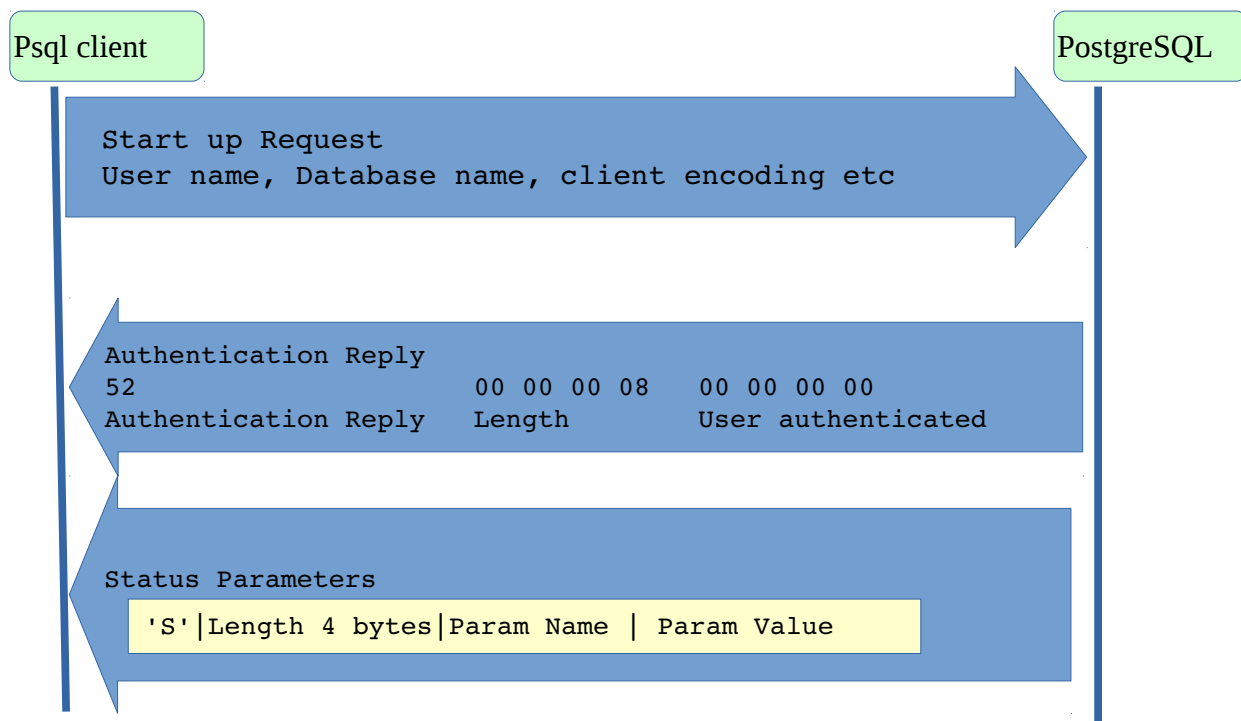 Psql client
PostgreSQL
Start up Request
User name, Database name, client encoding etc
Authentication Reply
52 00 00 00 08 00 00 00 00
Authentication Reply Length User authenticated
Status Parameters
'S'|Length 4 bytes|Param Name | Param Value